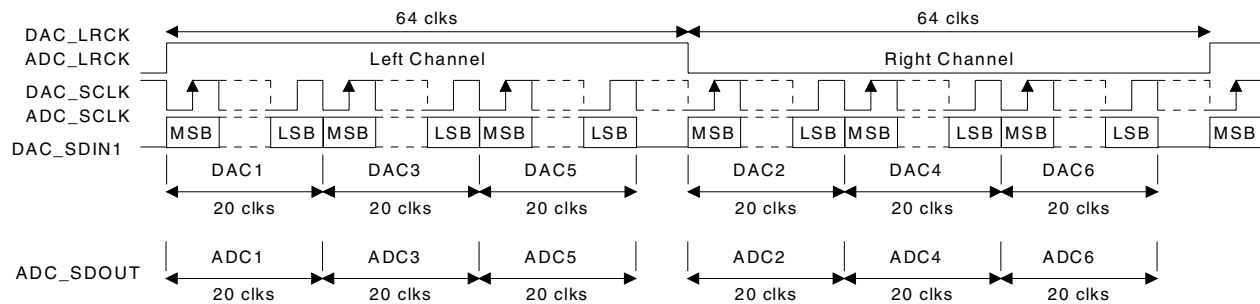 64 clks 64 clks
DAC_LRCK
ADC_LRCK Left Channel Right Channel
DAC_SCLK
ADC_SCLK
MSB LSB MSB LSB MSB LSB MSB LSB MSB LSB MSB LSB MSB
DAC_SDIN1
DAC1 DAC3 DAC5 DAC2 DAC4 DAC6
20 clks 20 clks 20 clks 20 clks 20 clks 20 clks
ADC1 ADC3 ADC5 ADC2 ADC4 ADC6
ADC_SDOUT
20 clks 20 clks 20 clks 20 clks 20 clks 20 clks